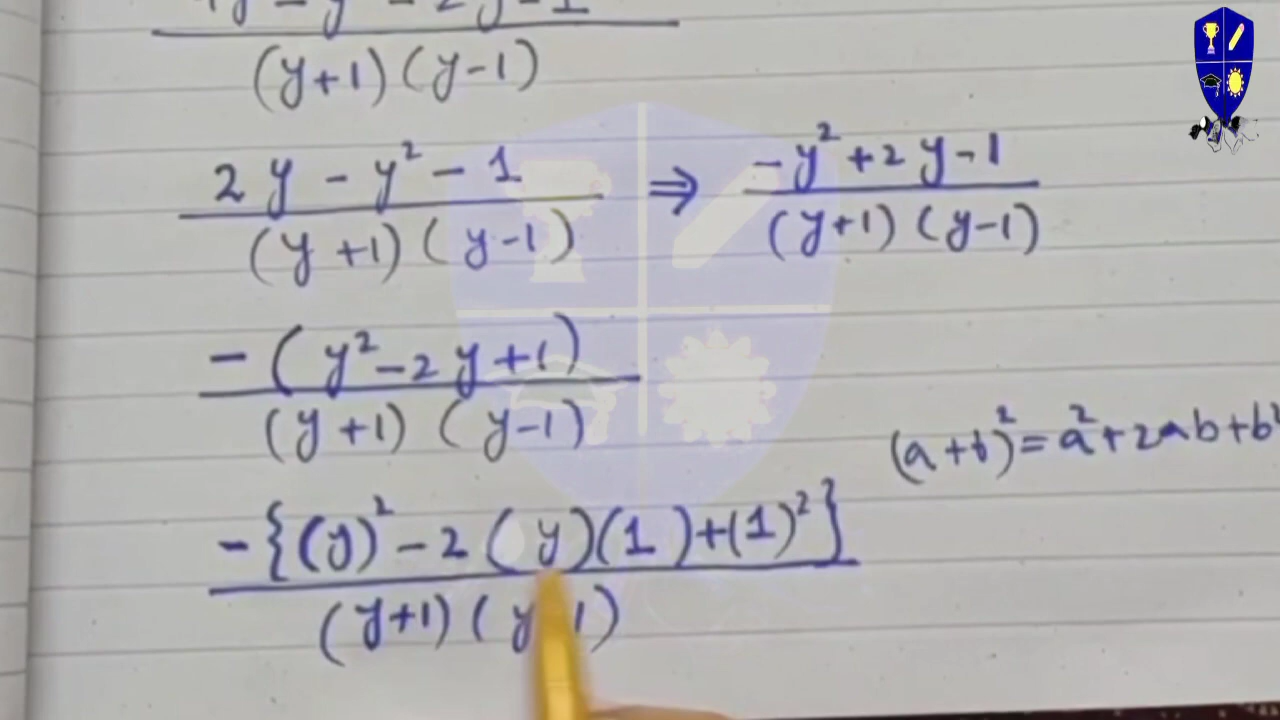 (y+1)(y-1)
2y - y² - 1 ⇒ -y² + 2y - 1
(y+1)(y-1) (y+1)(y-1)
-(y² - 2y + 1)
(y+1)(y-1)
(a+b)² = a² + 2ab + b²
-{(y)² - 2(y)(1) + (1)²}
(y+1)(y-1)